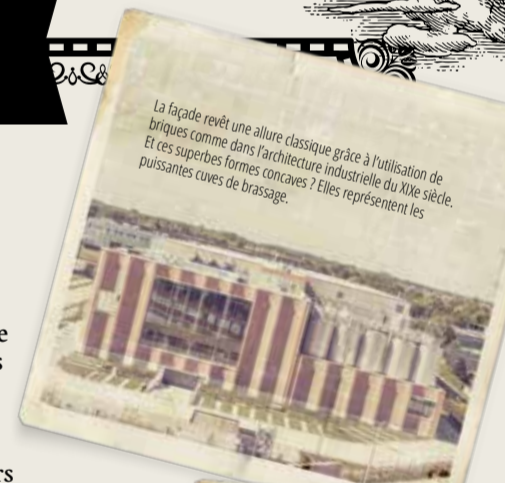 La façade revêt une allure classique grâce à l'utilisation de
briques comme dans l'architecture industrielle du XIXe siècle.
Et ces superbes formes concaves ? Elles représentent les
puissantes cuves de brassage.